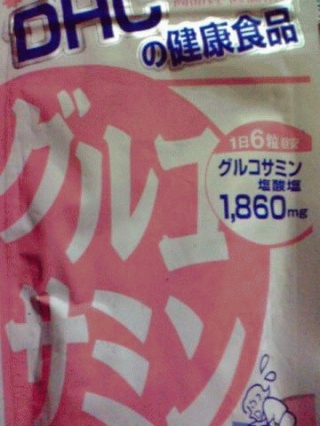 DHC
の健康食品
グルコ
サミン
1日6粒目安
グルコサミン
塩酸塩
1,860mg